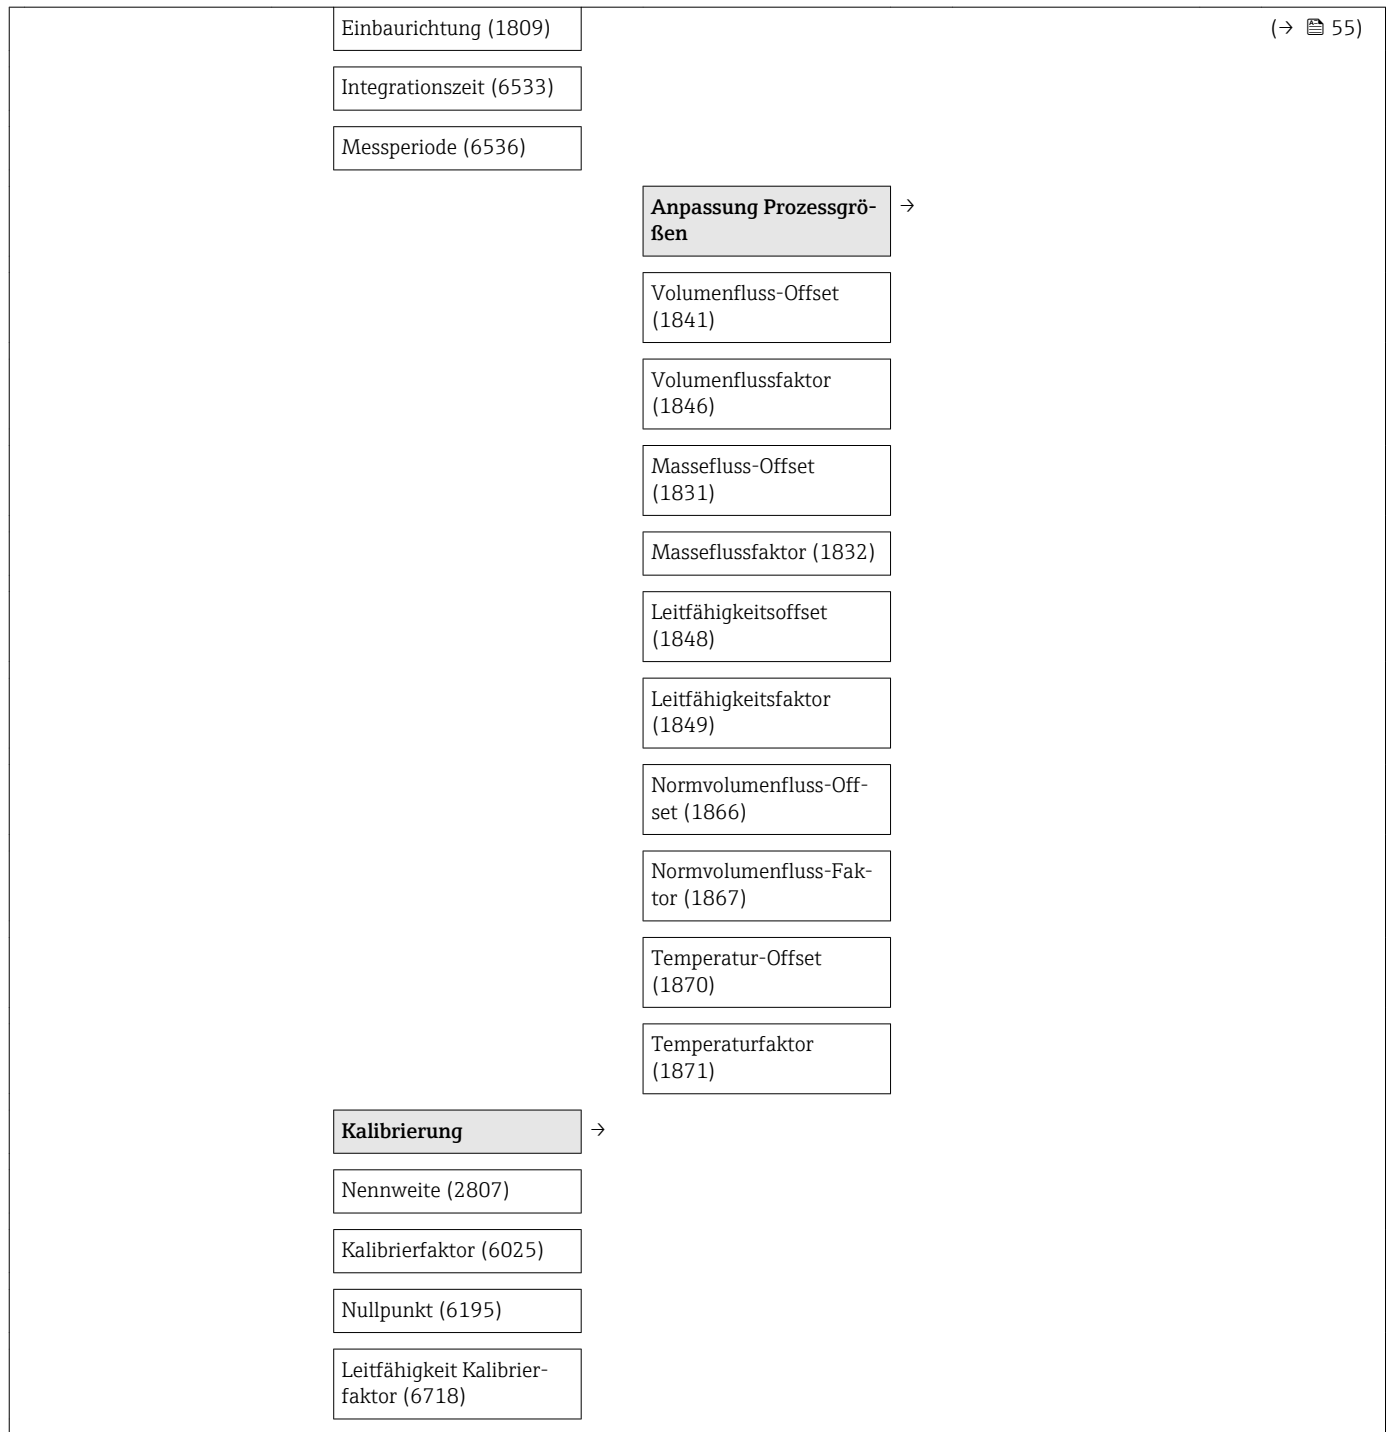 Einbaurichtung (1809) (→ 🖺 55)
Integrationszeit (6533)
Messperiode (6536)
Anpassung Prozessgrö- →
ßen
Volumenfluss-Offset
(1841)
Volumenflussfaktor
(1846)
Massefluss-Offset
(1831)
Masseflussfaktor (1832)
Leitfähigkeitsoffset
(1848)
Leitfähigkeitsfaktor
(1849)
Normvolumenfluss-Off-
set (1866)
Normvolumenfluss-Fak-
tor (1867)
Temperatur-Offset
(1870)
Temperaturfaktor
(1871)
Kalibrierung →
Nennweite (2807)
Kalibrierfaktor (6025)
Nullpunkt (6195)
Leitfähigkeit Kalibrier-
faktor (6718)